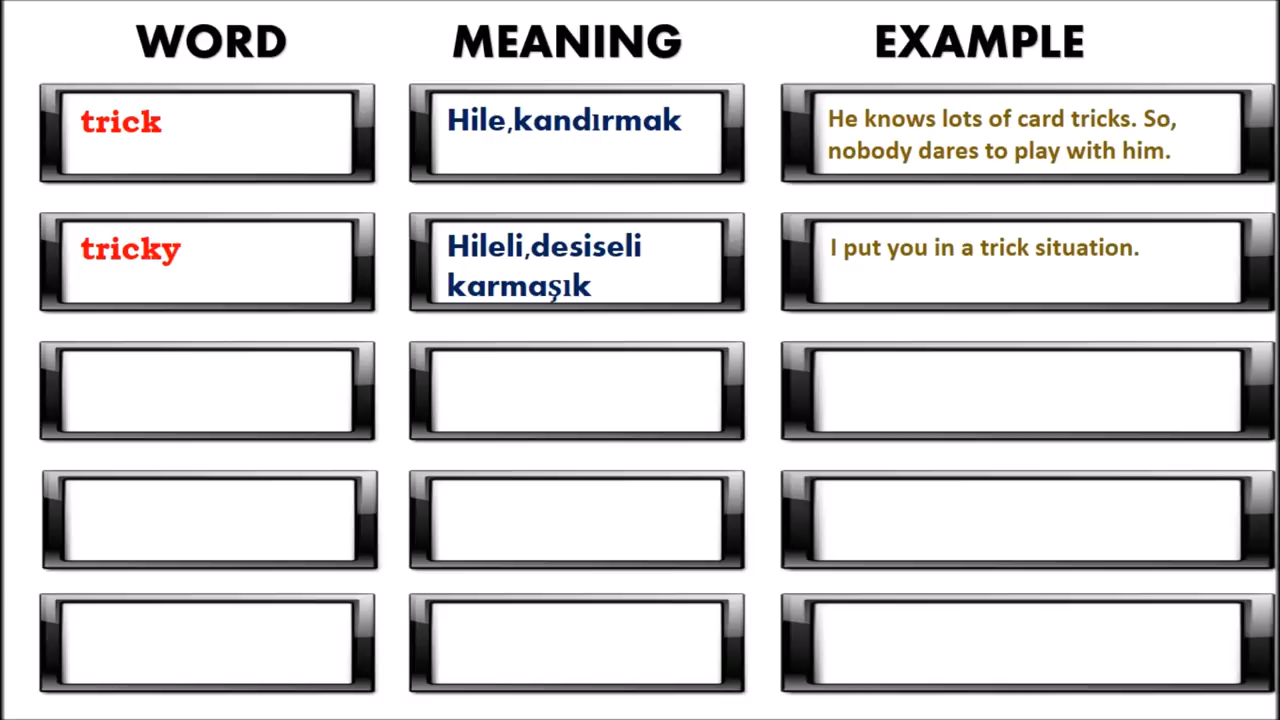 WORD MEANING EXAMPLE
trick
Hile,kandırmak
He knows lots of card tricks. So,
nobody dares to play with him.
tricky
Hileli,desiseli
karmaşık
I put you in a trick situation.